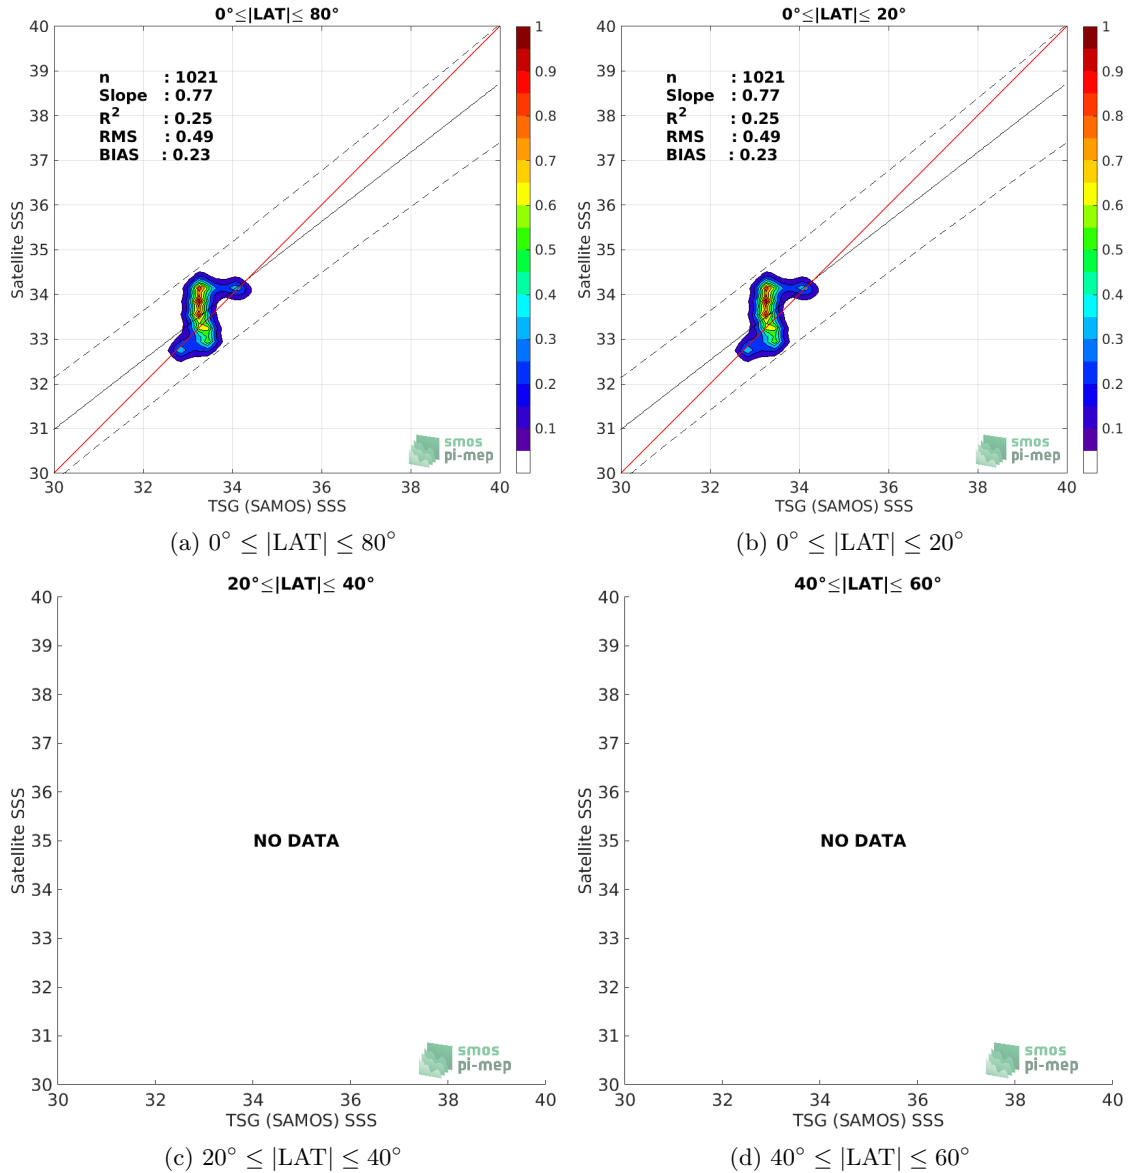 0°≤|LAT|≤ 80°
40
39
38
37
36
35
34
33
32
31
30
Satellite SSS
n : 1021
Slope : 0.77
R² : 0.25
RMS : 0.49
BIAS : 0.23
smos
pi-mep
30 32 34 36 38 40
TSG (SAMOS) SSS
1
0.9
0.8
0.7
0.6
0.5
0.4
0.3
0.2
0.1
(a) 0° ≤ |LAT| ≤ 80°
0°≤|LAT|≤ 20°
40
39
38
37
36
35
34
33
32
31
30
Satellite SSS
n : 1021
Slope : 0.77
R² : 0.25
RMS : 0.49
BIAS : 0.23
smos
pi-mep
30 32 34 36 38 40
TSG (SAMOS) SSS
1
0.9
0.8
0.7
0.6
0.5
0.4
0.3
0.2
0.1
(b) 0° ≤ |LAT| ≤ 20°
20°≤|LAT|≤ 40°
40
39
38
37
36
35
34
33
32
31
30
Satellite SSS
NO DATA
smos
pi-mep
30 32 34 36 38 40
TSG (SAMOS) SSS
(c) 20° ≤ |LAT| ≤ 40°
40°≤|LAT|≤ 60°
40
39
38
37
36
35
34
33
32
31
30
Satellite SSS
NO DATA
smos
pi-mep
30 32 34 36 38 40
TSG (SAMOS) SSS
(d) 40° ≤ |LAT| ≤ 60°